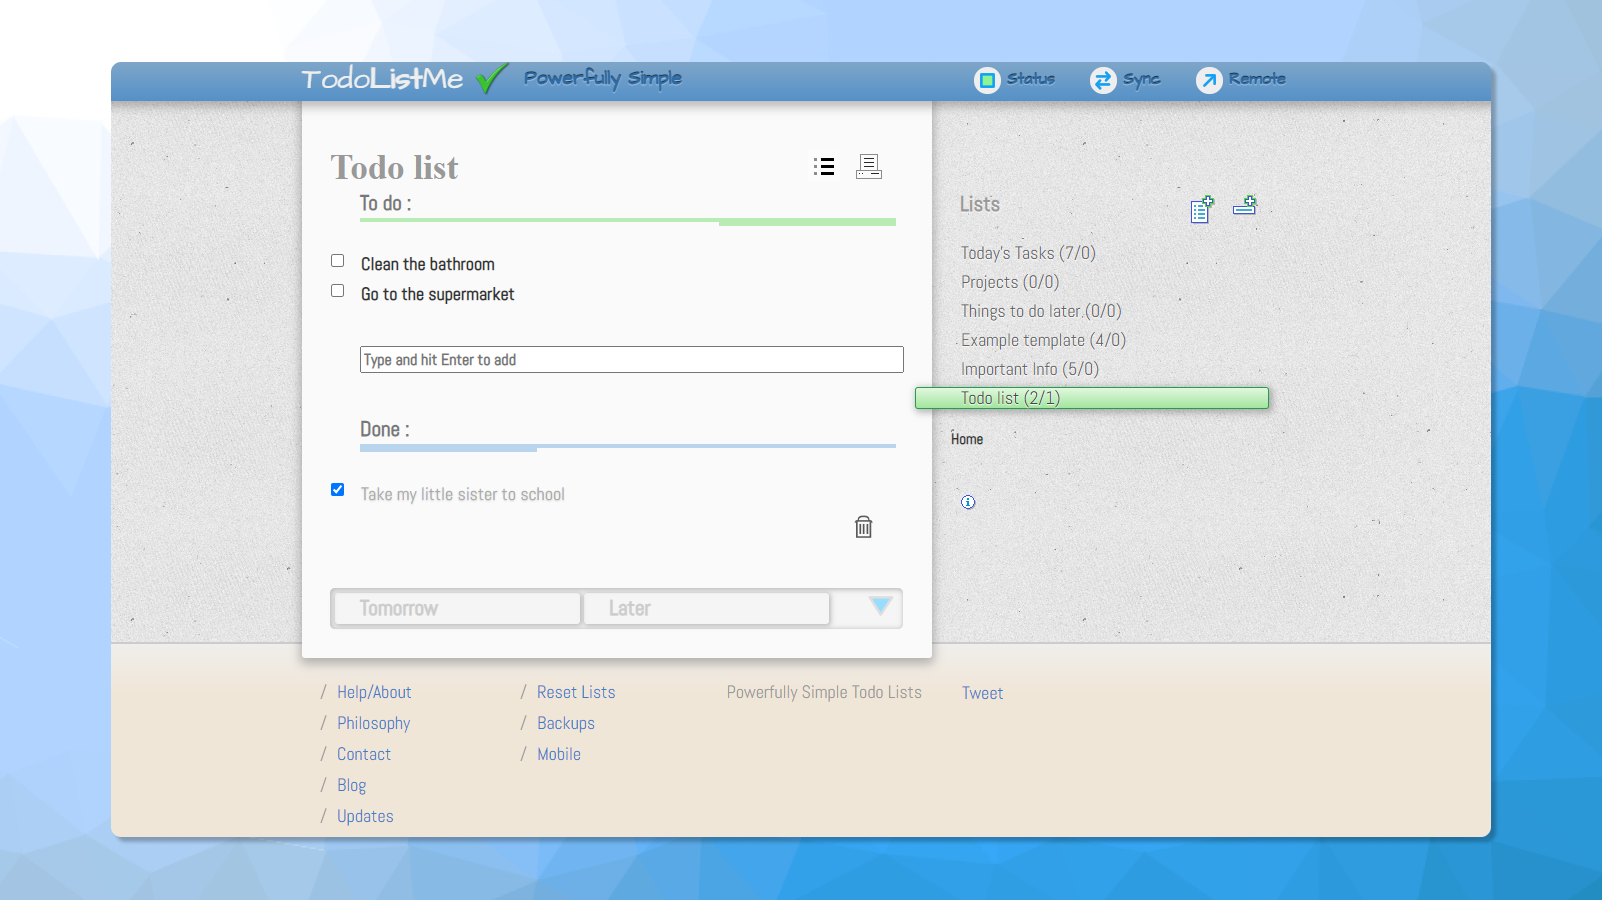 TodoListMe Powerfully Simple Status Sync Remote
Todo list
To do :
Clean the bathroom
Go to the supermarket
Type and hit Enter to add
Done :
Take my little sister to school
Tomorrow Later
Lists
Today's Tasks (7/0)
Projects (0/0)
Things to do later (0/0)
Example template (4/0)
Important Info (5/0)
Todo list (2/1)
Home
/ Help/About
/ Philosophy
/ Contact
/ Blog
/ Updates
/ Reset Lists
/ Backups
/ Mobile
Powerfully Simple Todo Lists
Tweet